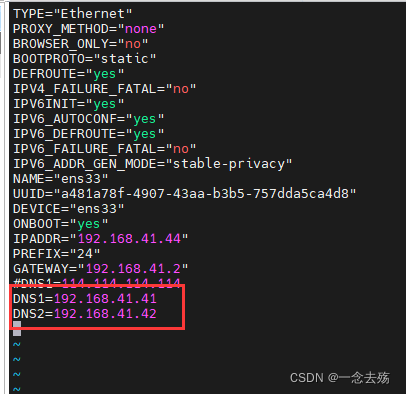 TYPE="Ethernet"
PROXY_METHOD="none"
BROWSER_ONLY="no"
BOOTPROTO="static"
DEFROUTE="yes"
IPV4_FAILURE_FATAL="no"
IPV6INIT="yes"
IPV6_AUTOCONF="yes"
IPV6_DEFROUTE="yes"
IPV6_FAILURE_FATAL="no"
IPV6_ADDR_GEN_MODE="stable-privacy"
NAME="ens33"
UUID="a481a78f-4907-43aa-b3b5-757dda5ca4d8"
DEVICE="ens33"
ONBOOT="yes"
IPADDR="192.168.41.44"
PREFIX="24"
GATEWAY="192.168.41.2"
#DNS1=114.114.114.114
DNS1=192.168.41.41
DNS2=192.168.41.42
~
~
~
~
CSDN @一念去殇